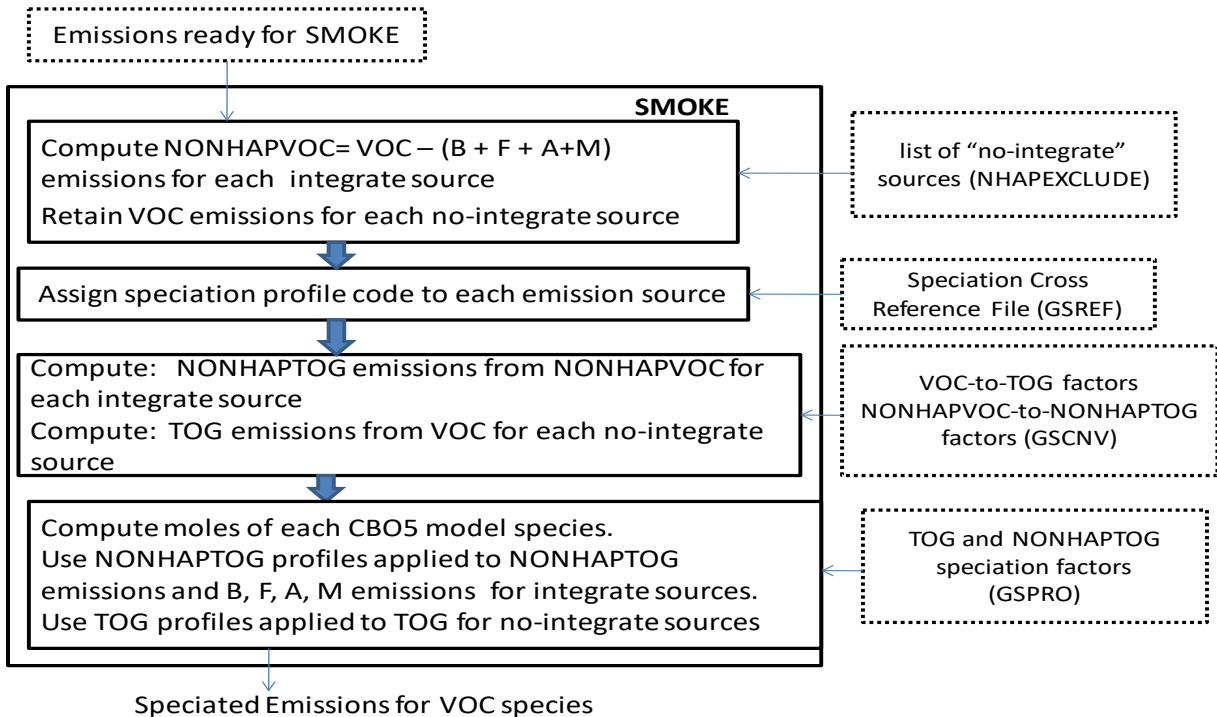 Emissions ready for SMOKE
SMOKE
Compute NONHAPVOC= VOC – (B + F + A+M)
emissions for each integrate source
Retain VOC emissions for each no-integrate source
list of “no-integrate”
sources (NHAPEXCLUDE)
Assign speciation profile code to each emission source
Speciation Cross
Reference File (GSREF)
Compute: NONHAPTOG emissions from NONHAPVOC for
each integrate source
Compute: TOG emissions from VOC for each no-integrate
source
VOC-to-TOG factors
NONHAPVOC-to-NONHAPTOG
factors (GSCNV)
Compute moles of each CBO5 model species.
Use NONHAPTOG profiles applied to NONHAPTOG
emissions and B, F, A, M emissions for integrate sources.
Use TOG profiles applied to TOG for no-integrate sources
TOG and NONHAPTOG
speciation factors
(GSPRO)
Speciated Emissions for VOC species